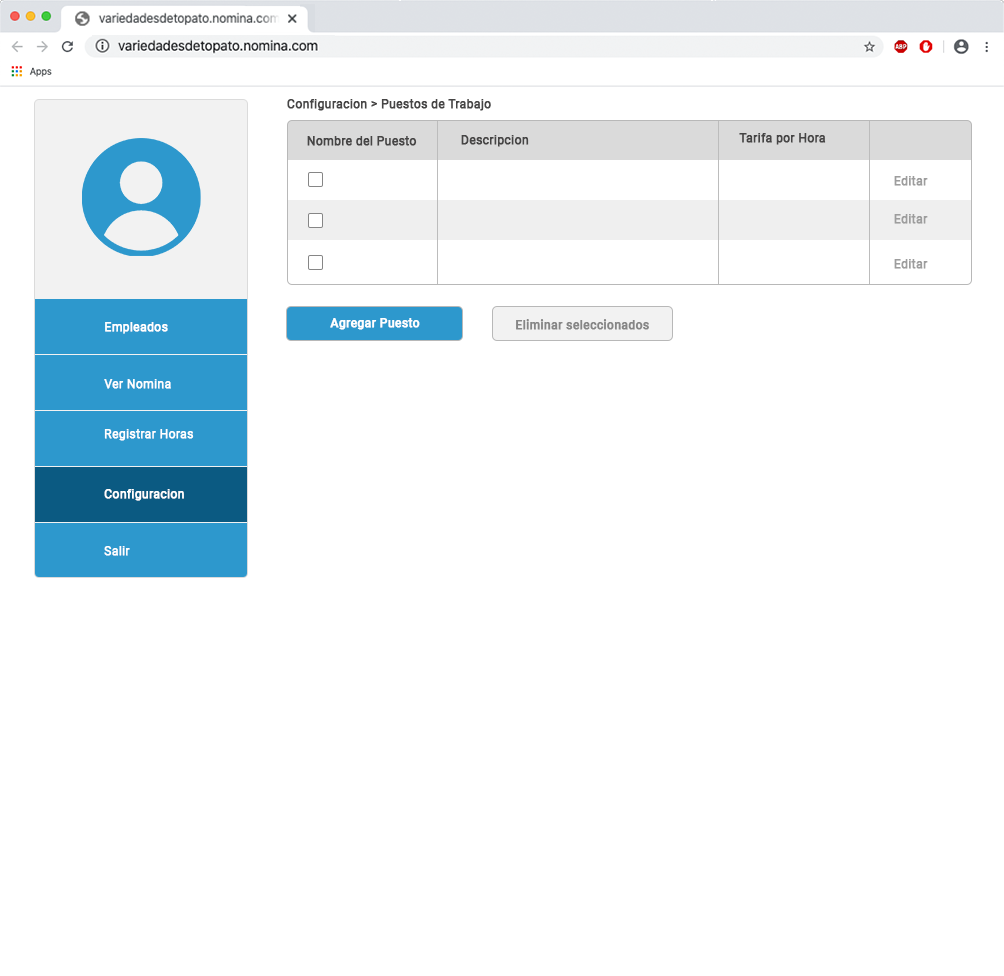 variedadesdetopato.nomina.com
variedadesdetopato.nomina.com
ABP
Apps
Configuracion > Puestos de Trabajo
Nombre del Puesto Descripcion Tarifa por Hora
Editar
Editar
Editar
Agregar Puesto Eliminar seleccionados
Empleados
Ver Nomina
Registrar Horas
Configuracion
Salir